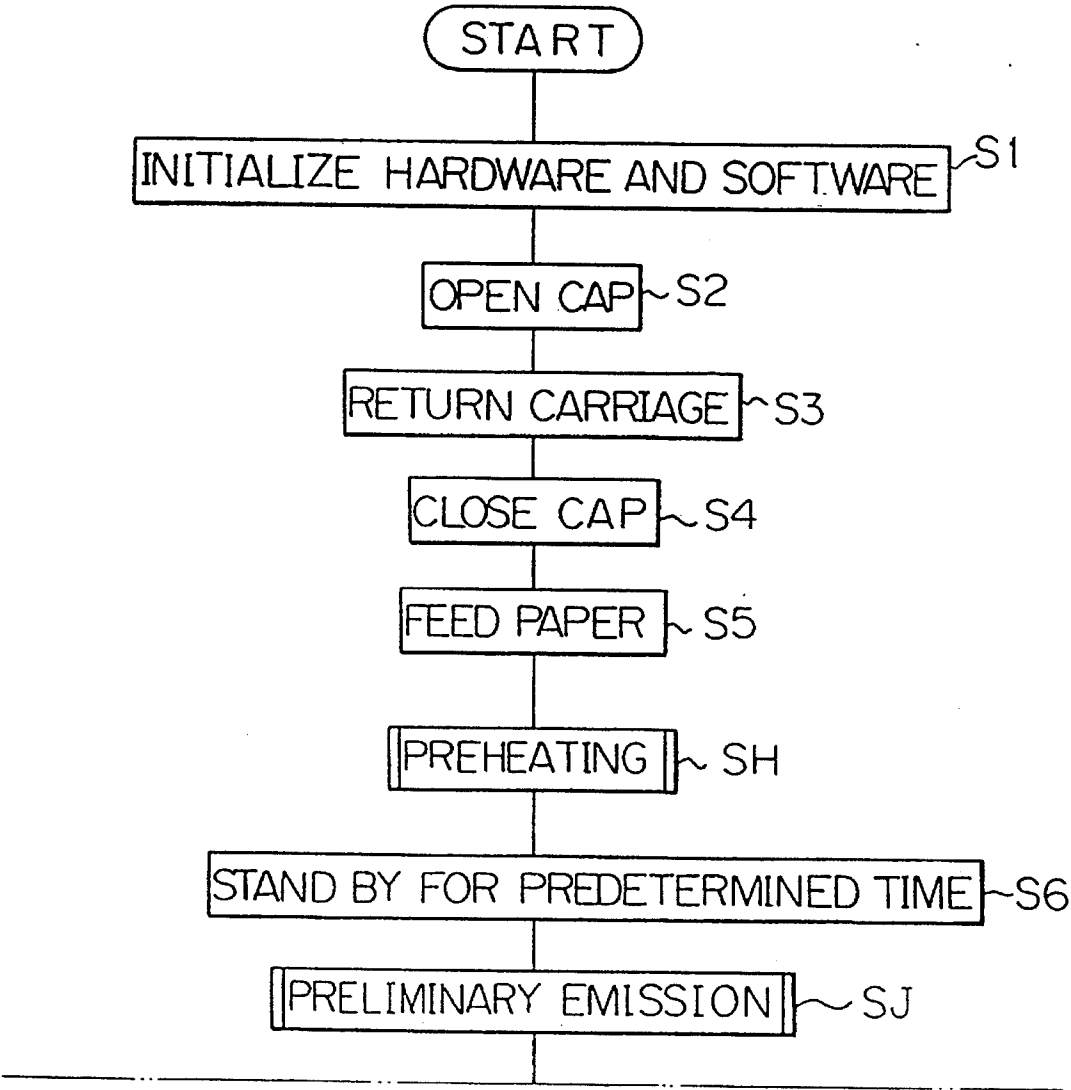 START
INITIALIZE HARDWARE AND SOFTWARE S1
OPEN CAP S2
RETURN CARRIAGE S3
CLOSE CAP S4
FEED PAPER S5
PREHEATING SH
STAND BY FOR PREDETERMINED TIME S6
PRELIMINARY EMISSION SJ